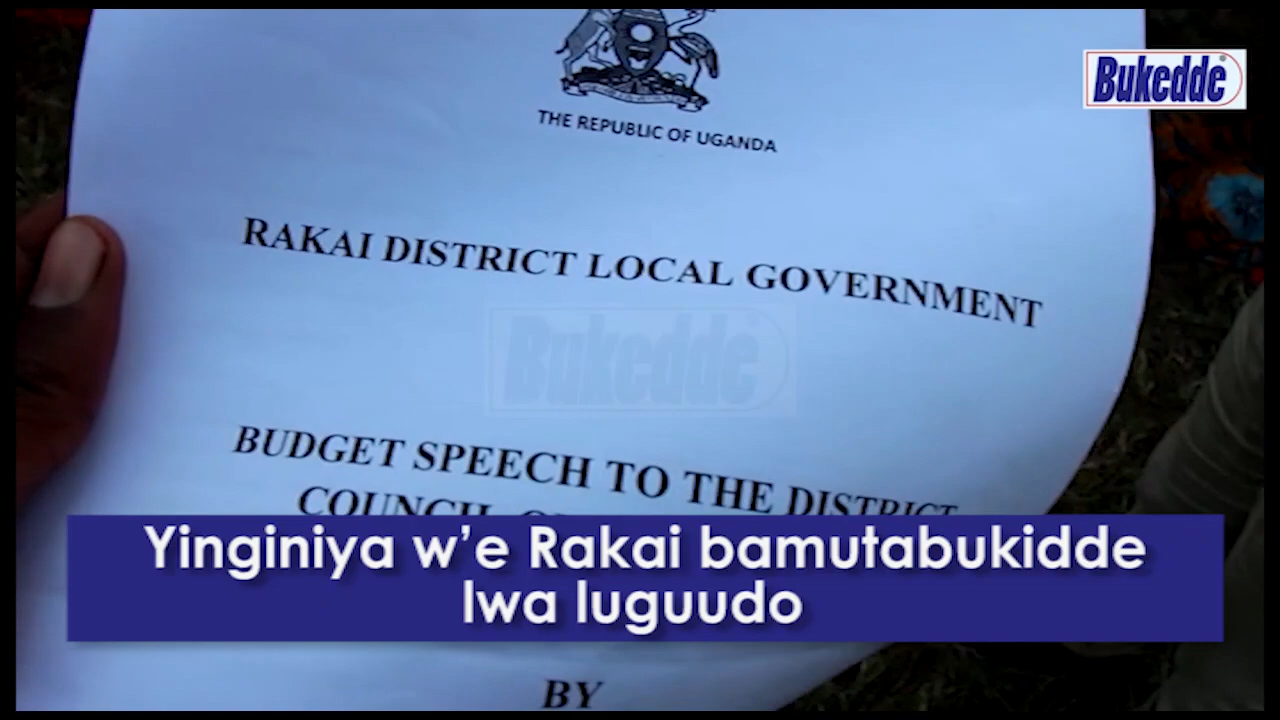 Bukedde
THE REPUBLIC OF UGANDA
RAKAI DISTRICT LOCAL GOVERNMENT
Bukedde
BUDGET SPEECH TO THE DISTRICT
COUNCIL
Yinginiya w'e Rakai bamutabukidde
lwa luguudo
BY